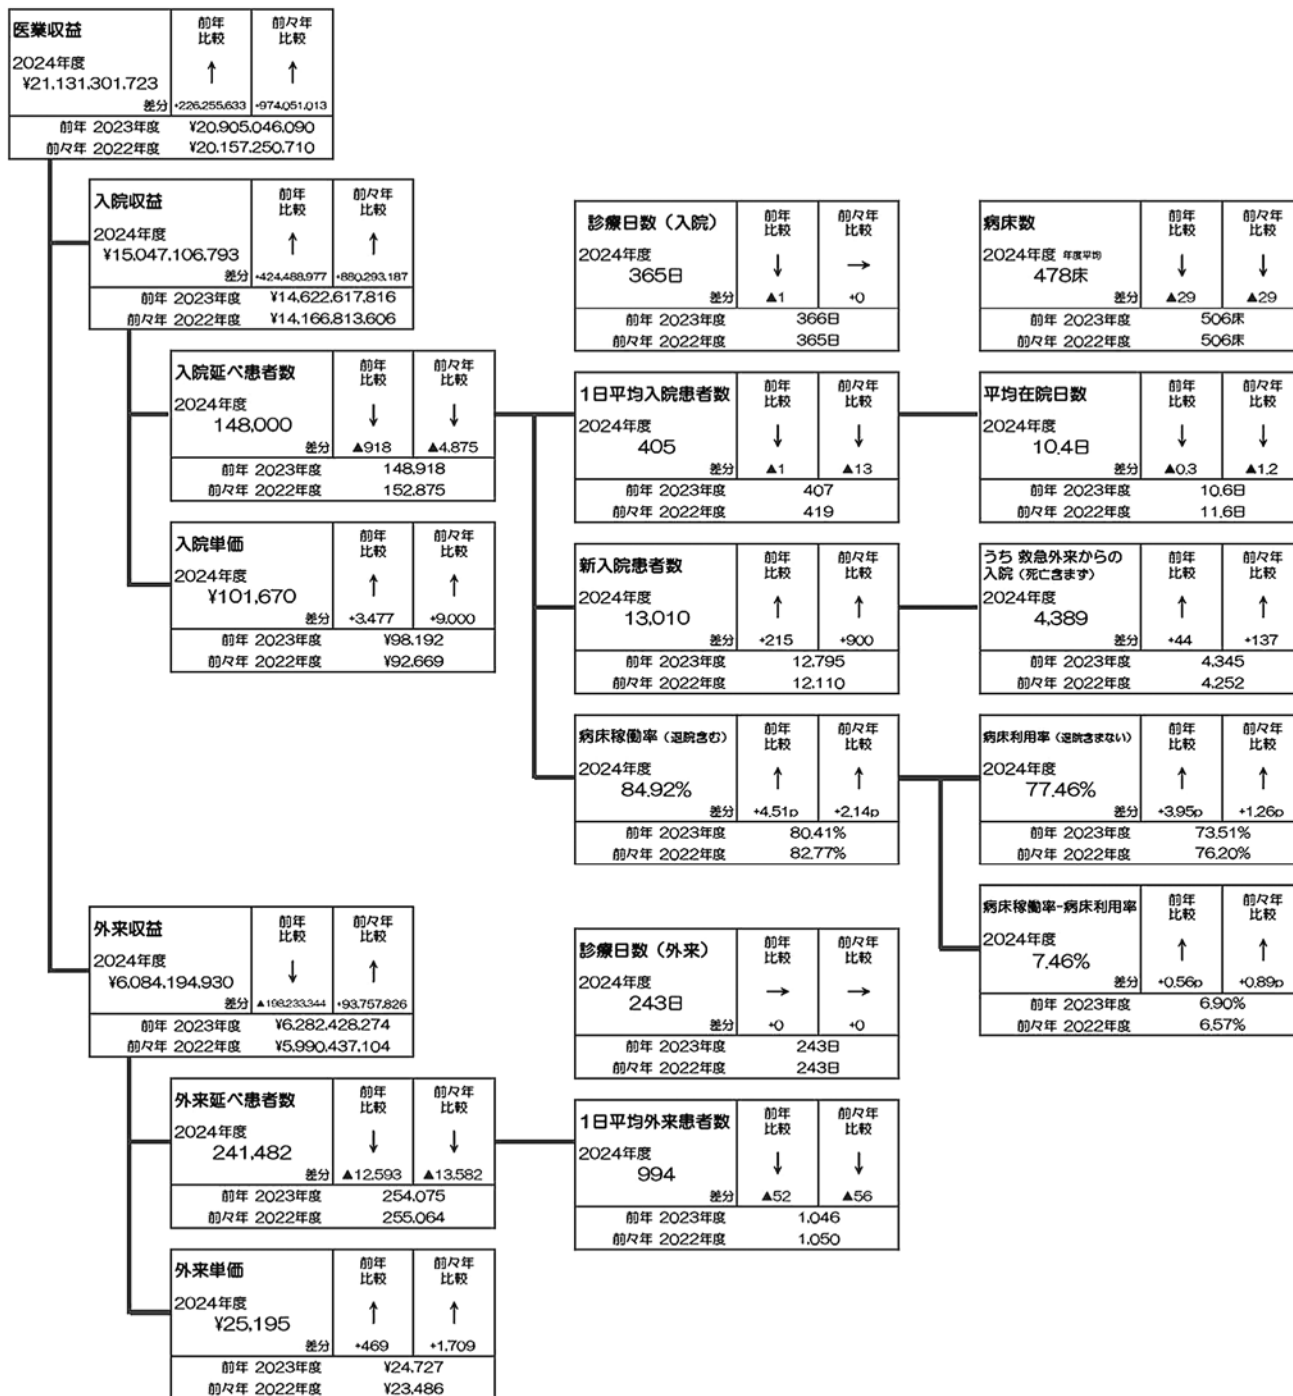 医業収益
前年
比較
前々年
比較
2024年度
¥21.131.301.723
↑
↑
差分
+226.255.633
+974.051.013
前年 2023年度 ¥20.905.046.090
前々年 2022年度 ¥20.157.250.710
入院収益
前年
比較
前々年
比較
2024年度
¥15.047.106.793
↑
↑
差分
+424.488.977
+880.293.187
前年 2023年度 ¥14.622.617.816
前々年 2022年度 ¥14.166.813.606
入院延べ患者数
前年
比較
前々年
比較
2024年度
148,000
↓
↓
差分
▲918
▲4.875
前年 2023年度 148.918
前々年 2022年度 152.875
入院単価
前年
比較
前々年
比較
2024年度
¥101,670
↑
↑
差分
+3.477
+9.000
前年 2023年度 ¥98.192
前々年 2022年度 ¥92.669
診療日数（入院）
前年
比較
前々年
比較
2024年度
365日
↓
→
差分
▲1
+0
前年 2023年度 366日
前々年 2022年度 365日
病床数
前年
比較
前々年
比較
2024年度 年度平均
478床
↓
↓
差分
▲29
▲29
前年 2023年度 506床
前々年 2022年度 506床
1日平均入院患者数
前年
比較
前々年
比較
2024年度
405
↓
↓
差分
▲1
▲13
前年 2023年度 407
前々年 2022年度 419
平均在院日数
前年
比較
前々年
比較
2024年度
10.4日
↓
↓
差分
▲0.3
▲1.2
前年 2023年度 10.6日
前々年 2022年度 11.6日
新入院患者数
前年
比較
前々年
比較
2024年度
13,010
↑
↑
差分
+215
+900
前年 2023年度 12.795
前々年 2022年度 12.110
うち 救急外来からの
入院（死亡含まず）
前年
比較
前々年
比較
2024年度
4,389
↑
↑
差分
+44
+137
前年 2023年度 4.345
前々年 2022年度 4.252
病床稼働率（退院含む）
前年
比較
前々年
比較
2024年度
84.92%
↑
↑
差分
+4.51p
+2.14p
前年 2023年度 80.41%
前々年 2022年度 82.77%
病床利用率（退院含まない）
前年
比較
前々年
比較
2024年度
77.46%
↑
↑
差分
+3.95p
+1.26p
前年 2023年度 73.51%
前々年 2022年度 76.20%
病床稼働率-病床利用率
前年
比較
前々年
比較
2024年度
7.46%
↑
↑
差分
+0.56p
+0.89p
前年 2023年度 6.90%
前々年 2022年度 6.57%
外来収益
前年
比較
前々年
比較
2024年度
¥6.084.194.930
↓
↑
差分
▲198.233.344
+93.757.826
前年 2023年度 ¥6.282.428.274
前々年 2022年度 ¥5.990.437.104
診療日数（外来）
前年
比較
前々年
比較
2024年度
243日
→
→
差分
+0
+0
前年 2023年度 243日
前々年 2022年度 243日
外来延べ患者数
前年
比較
前々年
比較
2024年度
241,482
↓
↓
差分
▲12.593
▲13.582
前年 2023年度 254.075
前々年 2022年度 255.064
1日平均外来患者数
前年
比較
前々年
比較
2024年度
994
↓
↓
差分
▲52
▲56
前年 2023年度 1.046
前々年 2022年度 1.050
外来単価
前年
比較
前々年
比較
2024年度
¥25,195
↑
↑
差分
+469
+1.709
前年 2023年度 ¥24.727
前々年 2022年度 ¥23.486